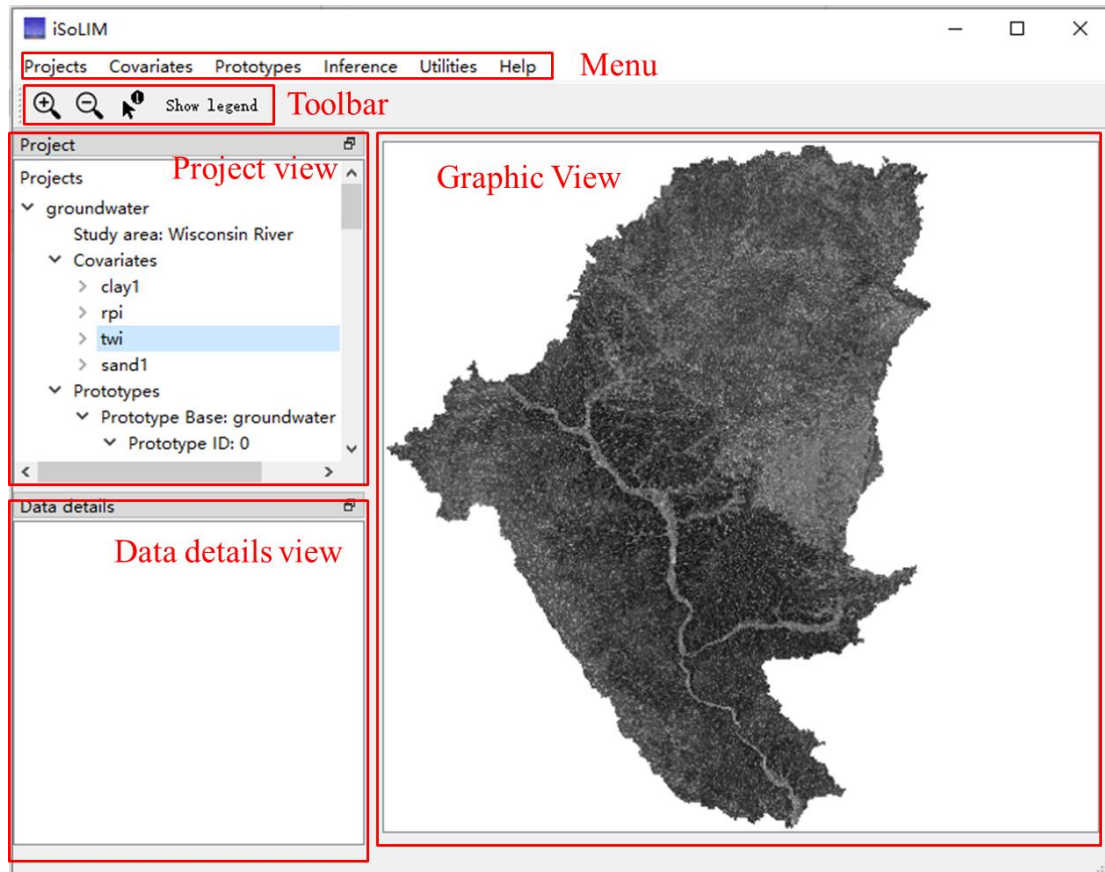 iSoLIM
Projects Covariates Prototypes Inference Utilities Help Menu
Show legend Toolbar
Project
Project view
Projects
groundwater
Study area: Wisconsin River
Covariates
clay1
rpi
twi
sand1
Prototypes
Prototype Base: groundwater
Prototype ID: 0
Data details
Data details view
Graphic View